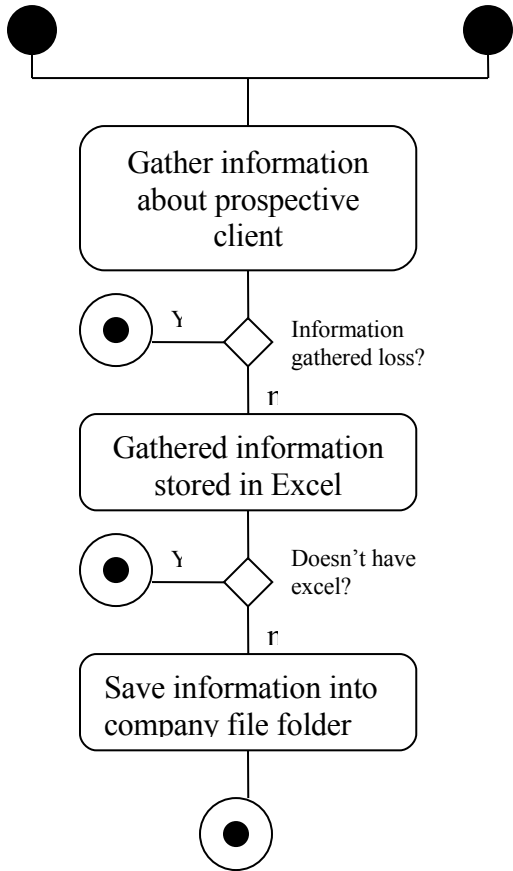 Gather information
about prospective
client
Y
Information
gathered loss?
n
Gathered information
stored in Excel
Y
Doesn't have
excel?
n
Save information into
company file folder